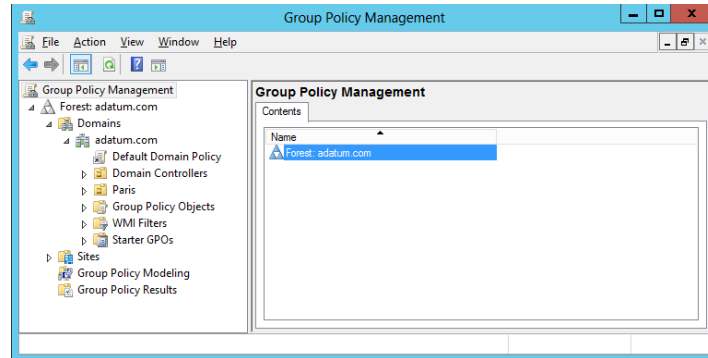 Group Policy Management
File Action View Window Help
Group Policy Management
Forest: adatum.com
Domains
adatum.com
Default Domain Policy
Domain Controllers
Paris
Group Policy Objects
WMI Filters
Starter GPOs
Sites
Group Policy Modeling
Group Policy Results
Group Policy Management
Contents
Name
Forest: adatum.com